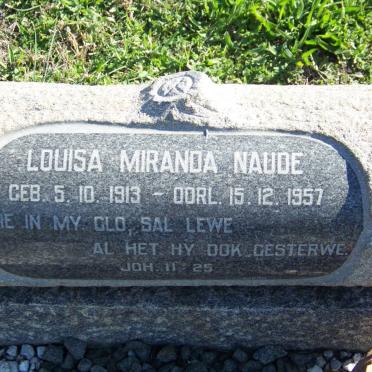 LOUISA MIRANDA NAUDE
GEB. 5. 10. 1913 - OORL. 15. 12. 1957
IE IN MY GLO, SAL LEWE
AL HET HY OOK GESTERWE.
JOH. 11 : 25